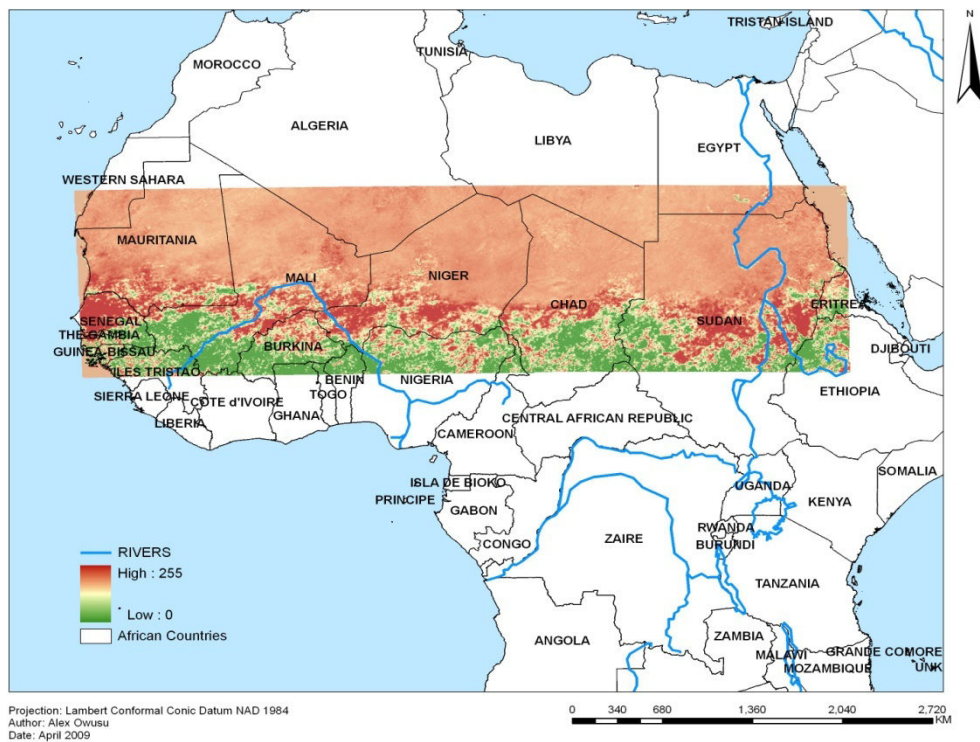 N
TRISTAN ISLAND
TUNISIA
MOROCCO
ALGERIA
LIBYA
EGYPT
WESTERN SAHARA
MAURITANIA
MALI
NIGER
CHAD
SUDAN
ERITREA
SENEGAL
THE GAMBIA
GUINEA-BISSAU
BURKINA
DJIBOUTI
ILES TRISTAO
BENIN
NIGERIA
ETHIOPIA
SIERRA LEONE
COTE d'IVOIRE
TOGO
GHANA
CENTRAL AFRICAN REPUBLIC
LIBERIA
CAMEROON
SOMALIA
ISLA DE BIOKO
UGANDA
PRINCIPE
KENYA
GABON
RWANDA
CONGO
ZAIRE
BURUNDI
TANZANIA
ANGOLA
ZAMBIA
MALAWI
GRANDE COMORE
MOZAMBIQUE
UNK
RIVERS
High : 255
Low : 0
African Countries
Projection: Lambert Conformal Conic Datum NAD 1984
Author: Alex Owusu
Date: April 2009
0 340 680 1,360 2,040 2,720
KM